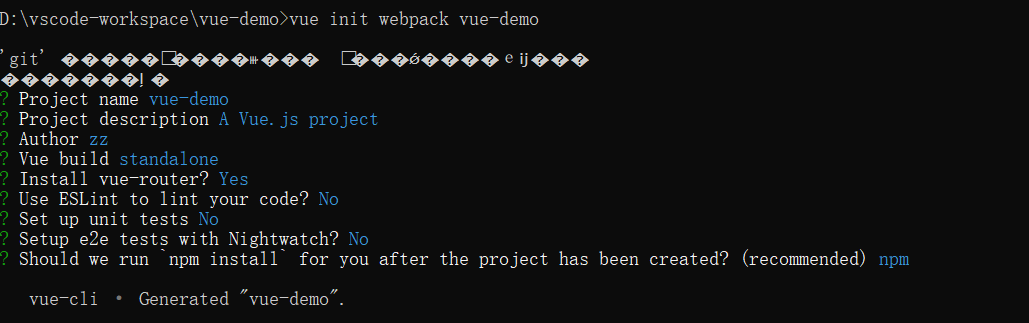 D:\vscode-workspace\vue-demo>vue init webpack vue-demo
'git'
? Project name vue-demo
? Project description A Vue.js project
? Author zz
? Vue build standalone
? Install vue-router? Yes
? Use ESLint to lint your code? No
? Set up unit tests No
? Setup e2e tests with Nightwatch? No
? Should we run `npm install` for you after the project has been created? (recommended) npm
vue-cli · Generated "vue-demo".